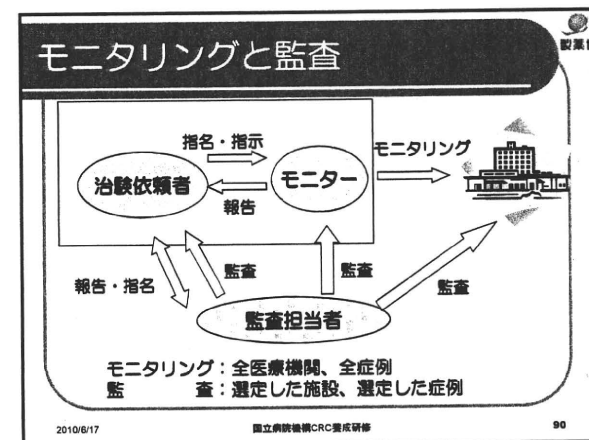 製薬協
モニタリングと監査
指名・指示
モニタリング
治験依頼者
モニター
報告
報告・指名
監査
監査
監査
監査担当者
モニタリング：全医療機関、全症例
監　　　査：選定した施設、選定した症例
2010/6/17
国立病院機構CRC養成研修
90